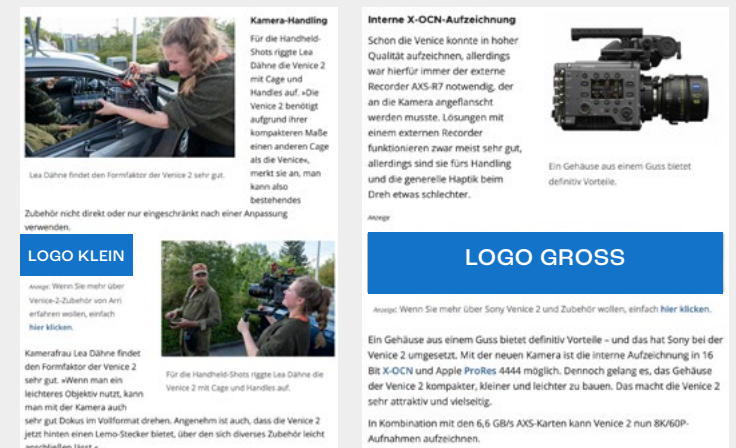 Kamera-Handling
Für die Handheld-
Shots riggte Lea
Dähne die Venice 2
mit Cage und
Handles auf. »Die
Venice 2 benötigt
aufgrund ihrer
kompakteren Maße
einen anderen Cage
als die Venice«,
merkt sie an, man
kann also
bestehendes
Lea Dähne findet den Formfaktor der Venice 2 sehr gut.
Zubehör nicht direkt oder nur eingeschränkt nach einer Anpassung
verwenden.
LOGO KLEIN
Anzeige: Wenn Sie mehr über
Venice-2-Zubehör von Arri
erfahren wollen, einfach
hier klicken.
Kamerafrau Lea Dähne findet
den Formfaktor der Venice 2
sehr gut. »Wenn man ein
leichteres Objektiv nutzt, kann
man mit der Kamera auch
Für die Handheld-Shots riggte Lea Dähne die
Venice 2 mit Cage und Handles auf.
sehr gut Dokus im Vollformat drehen. Angenehm ist auch, dass die Venice 2
jetzt hinten einen Lemo-Stecker bietet, über den sich diverses Zubehör leicht
anschließen lässt.«
Interne X-OCN-Aufzeichnung
Schon die Venice konnte in hoher
Qualität aufzeichnen, allerdings
war hierfür immer der externe
Recorder AXS-R7 notwendig, der
an die Kamera angeflanscht
werden musste. Lösungen mit
einem externen Recorder
funktionieren zwar meist sehr gut,
allerdings sind sie fürs Handling
und die generelle Haptik beim
Dreh etwas schlechter.
Ein Gehäuse aus einem Guss bietet
definitiv Vorteile.
Anzeige
LOGO GROSS
Anzeige: Wenn Sie mehr über Sony Venice 2 und Zubehör wollen, einfach hier klicken.
Ein Gehäuse aus einem Guss bietet definitiv Vorteile – und das hat Sony bei der
Venice 2 umgesetzt. Mit der neuen Kamera ist die interne Aufzeichnung in 16
Bit X-OCN und Apple ProRes 4444 möglich. Dennoch gelang es, das Gehäuse
der Venice 2 kompakter, kleiner und leichter zu bauen. Das macht die Venice 2
sehr attraktiv und vielseitig.
In Kombination mit den 6,6 GB/s AXS-Karten kann Venice 2 nun 8K/60P-
Aufnahmen aufzeichnen.